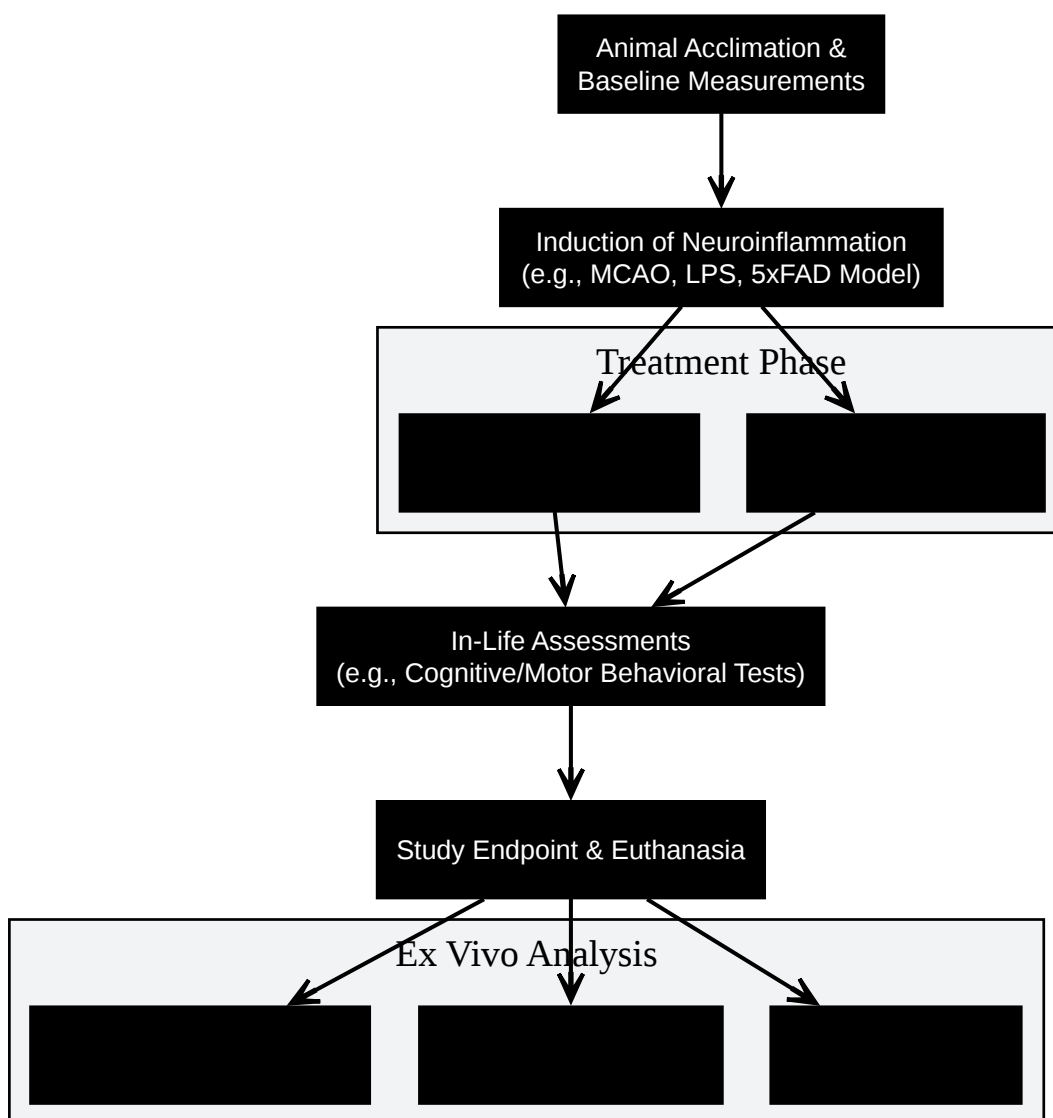 Animal Acclimation &
Baseline Measurements
Induction of Neuroinflammation
(e.g., MCAO, LPS, 5xFAD Model)
Treatment Phase
In-Life Assessments
(e.g., Cognitive/Motor Behavioral Tests)
Study Endpoint & Euthanasia
Ex Vivo Analysis